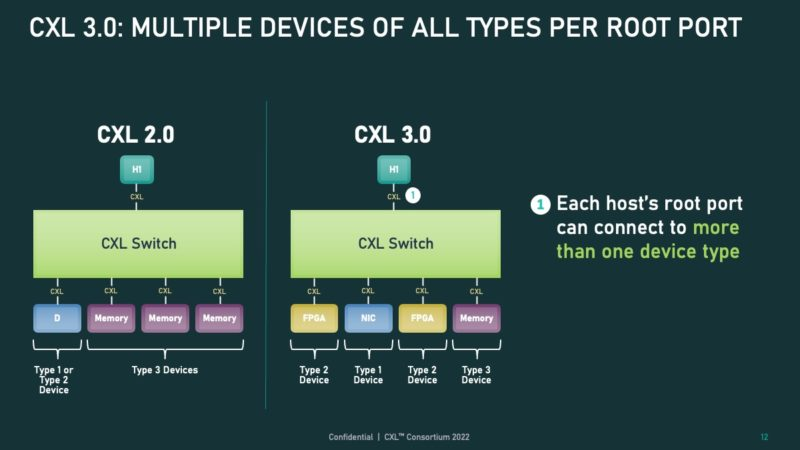 CXL 3.0: MULTIPLE DEVICES OF ALL TYPES PER ROOT PORT
CXL 2.0
H1
CXL
CXL Switch
CXL CXL CXL CXL
D Memory Memory Memory
Type 1 or
Type 2
Device
Type 3 Devices
CXL 3.0
H1
CXL 1
CXL Switch
CXL CXL CXL CXL
FPGA NIC FPGA Memory
Type 2
Device
Type 1
Device
Type 2
Device
Type 3
Device
1 Each host's root port
can connect to more
than one device type
Confidential | CXL™ Consortium 2022
12